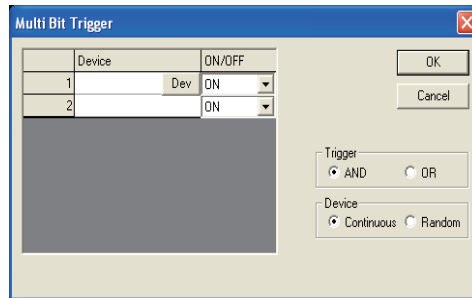 Multi Bit Trigger
Device ON/OFF
1 Dev ON
2 ON
OK
Cancel
Trigger
AND OR
Device
Continuous Random